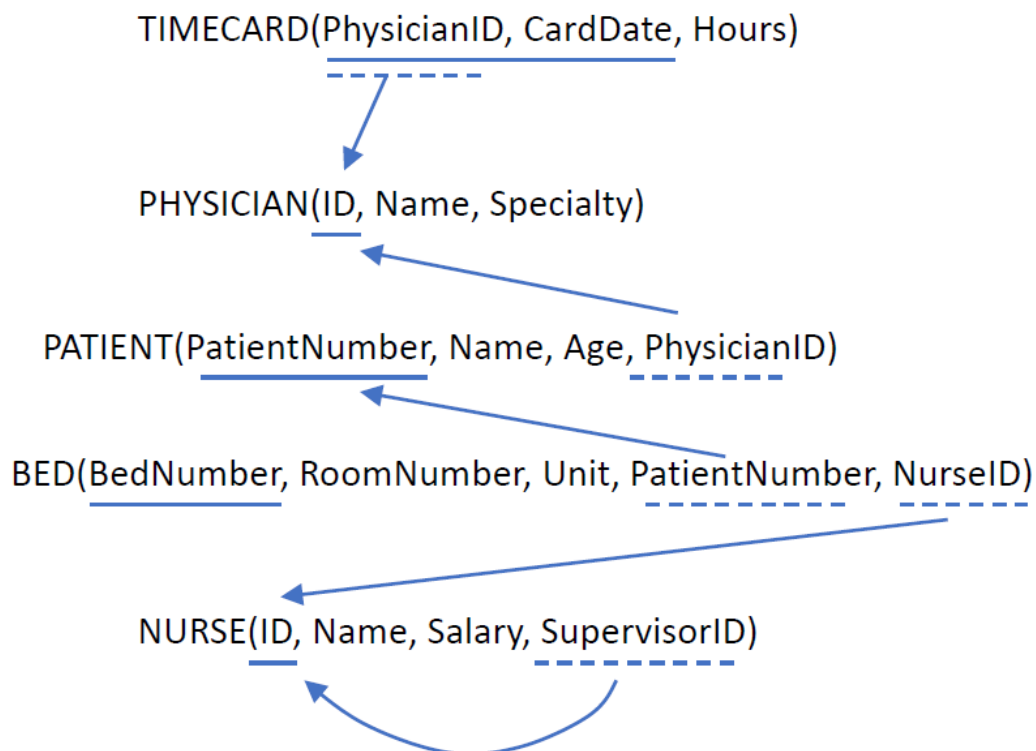 TIMECARD(PhysicianID, CardDate, Hours)
PHYSICIAN(ID, Name, Specialty)
PATIENT(PatientNumber, Name, Age, PhysicianID)
BED(BedNumber, RoomNumber, Unit, PatientNumber, NurseID)
NURSE(ID, Name, Salary, SupervisorID)